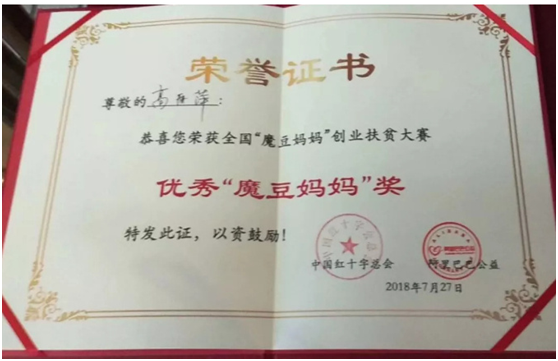 荣誉证书
尊敬的高 萍:
恭喜您荣获全国“魔豆妈妈”创业扶贫大赛
优秀“魔豆妈妈”奖
特发此证,以资鼓励!
中国红十字总会 阿里巴巴公益
2018年7月27日